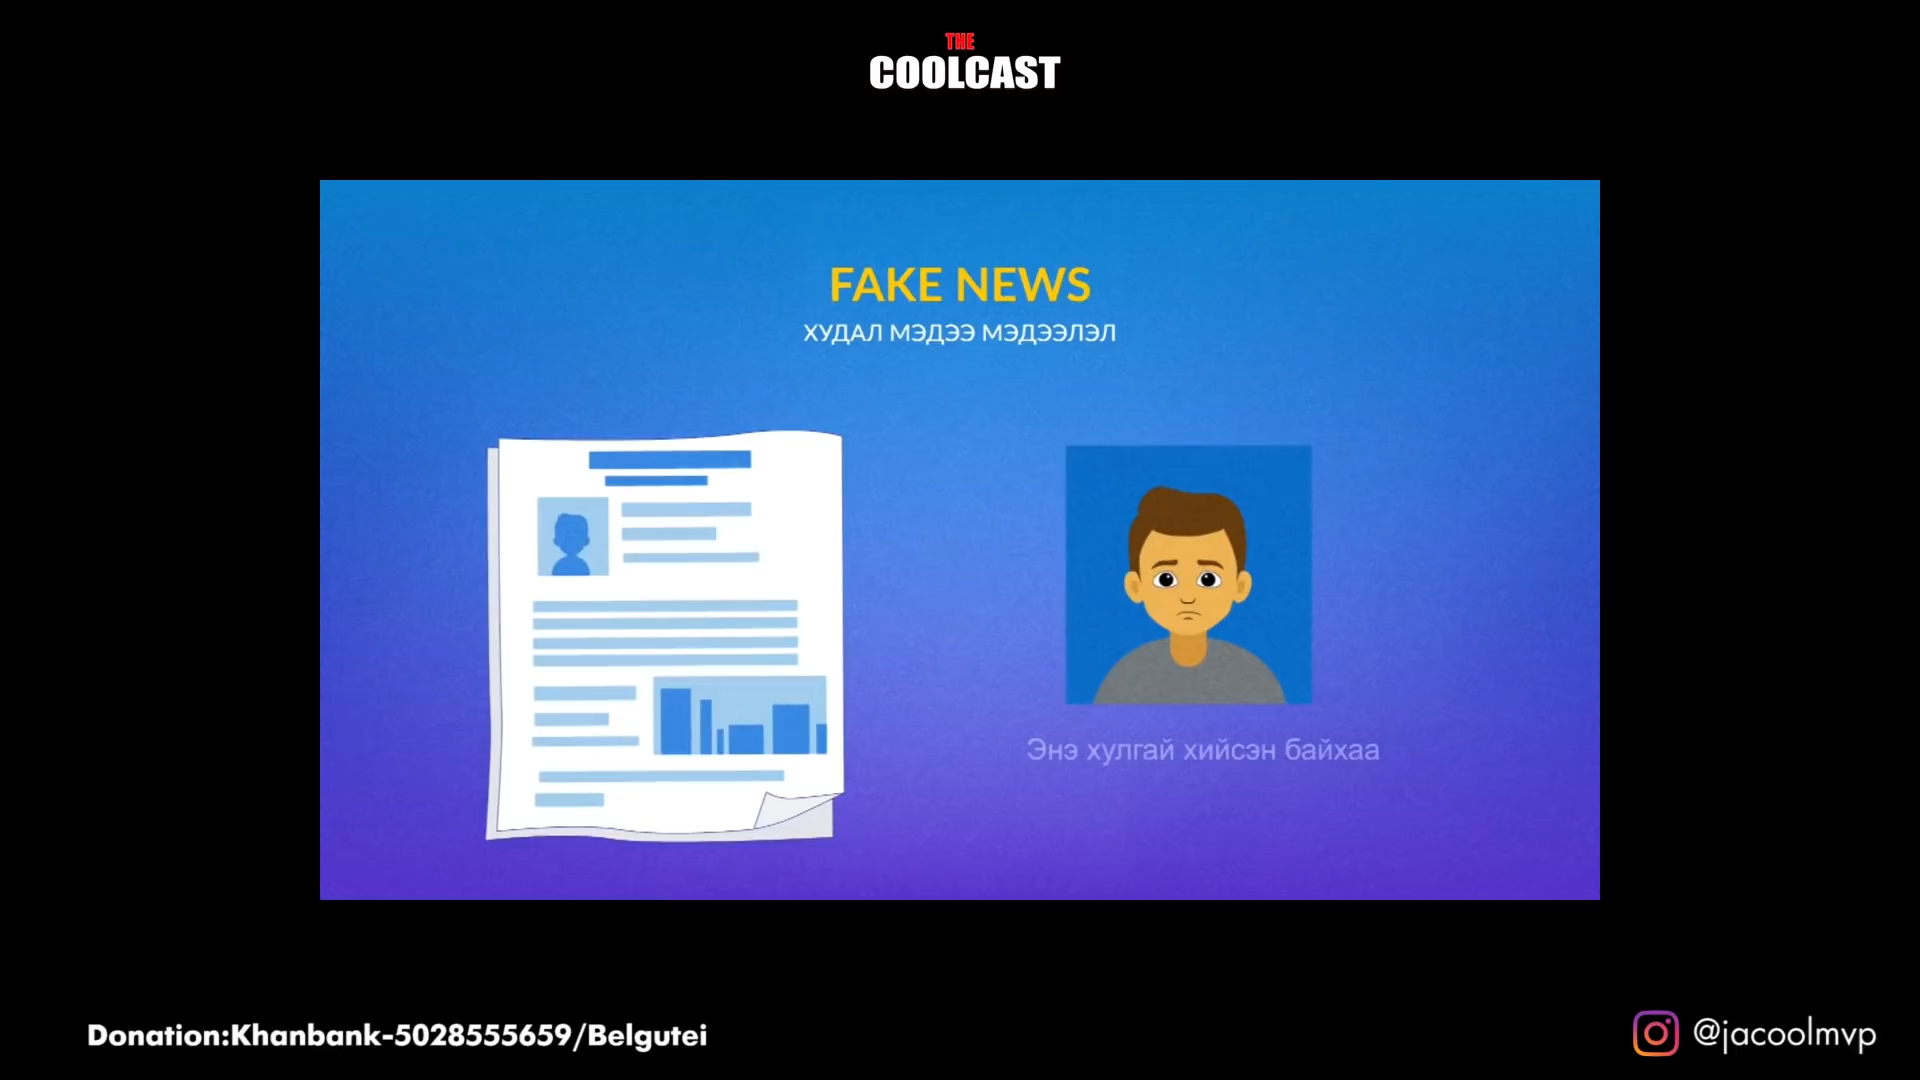 THE
COOLCAST
FAKE NEWS
ХУДАЛ МЭДЭЭ МЭДЭЭЛЭЛ
Энэ хулгай хийсэн байхаа
Donation:Khanbank-5028555659/Belgutei
@jacoolmvp